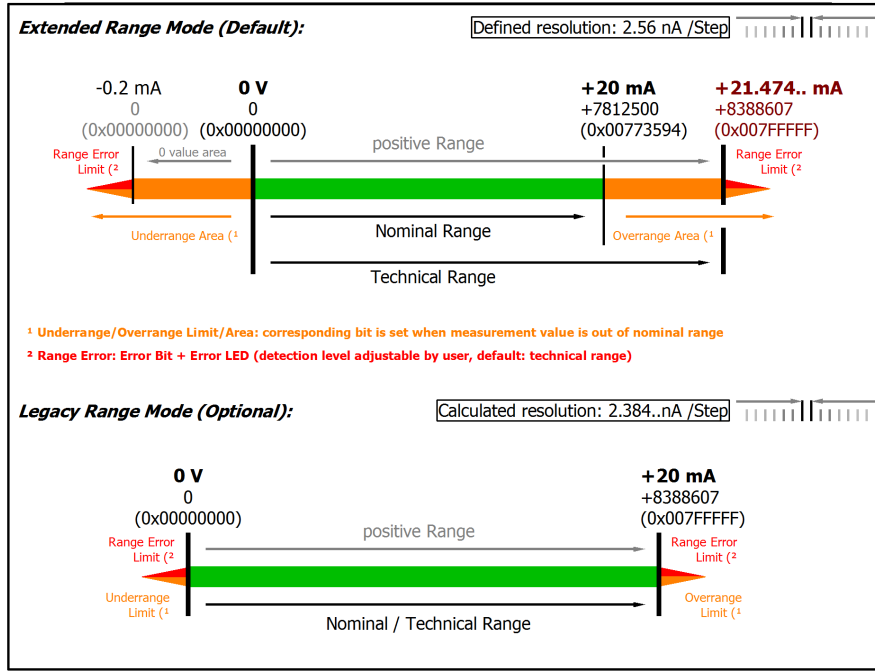 Extended Range Mode (Default):
Defined resolution: 2.56 nA /Step
-0.2 mA
0 V
+20 mA
+21.474.. mA
0
0
+7812500
+8388607
(0x00000000)
(0x00000000)
(0x00773594)
(0x007FFFFF)
Range Error
Limit (²
0 value area
positive Range
Range Error
Limit (²
Underrange Area (¹
Nominal Range
Overrange Area (¹
Technical Range
¹ Underrange/Overrange Limit/Area: corresponding bit is set when measurement value is out of nominal range
² Range Error: Error Bit + Error LED (detection level adjustable by user, default: technical range)
Legacy Range Mode (Optional):
Calculated resolution: 2.384..nA /Step
0 V
+20 mA
0
+8388607
(0x00000000)
(0x007FFFFF)
Range Error
Limit (²
positive Range
Range Error
Limit (²
Underrange
Limit (¹
Nominal / Technical Range
Overrange
Limit (¹